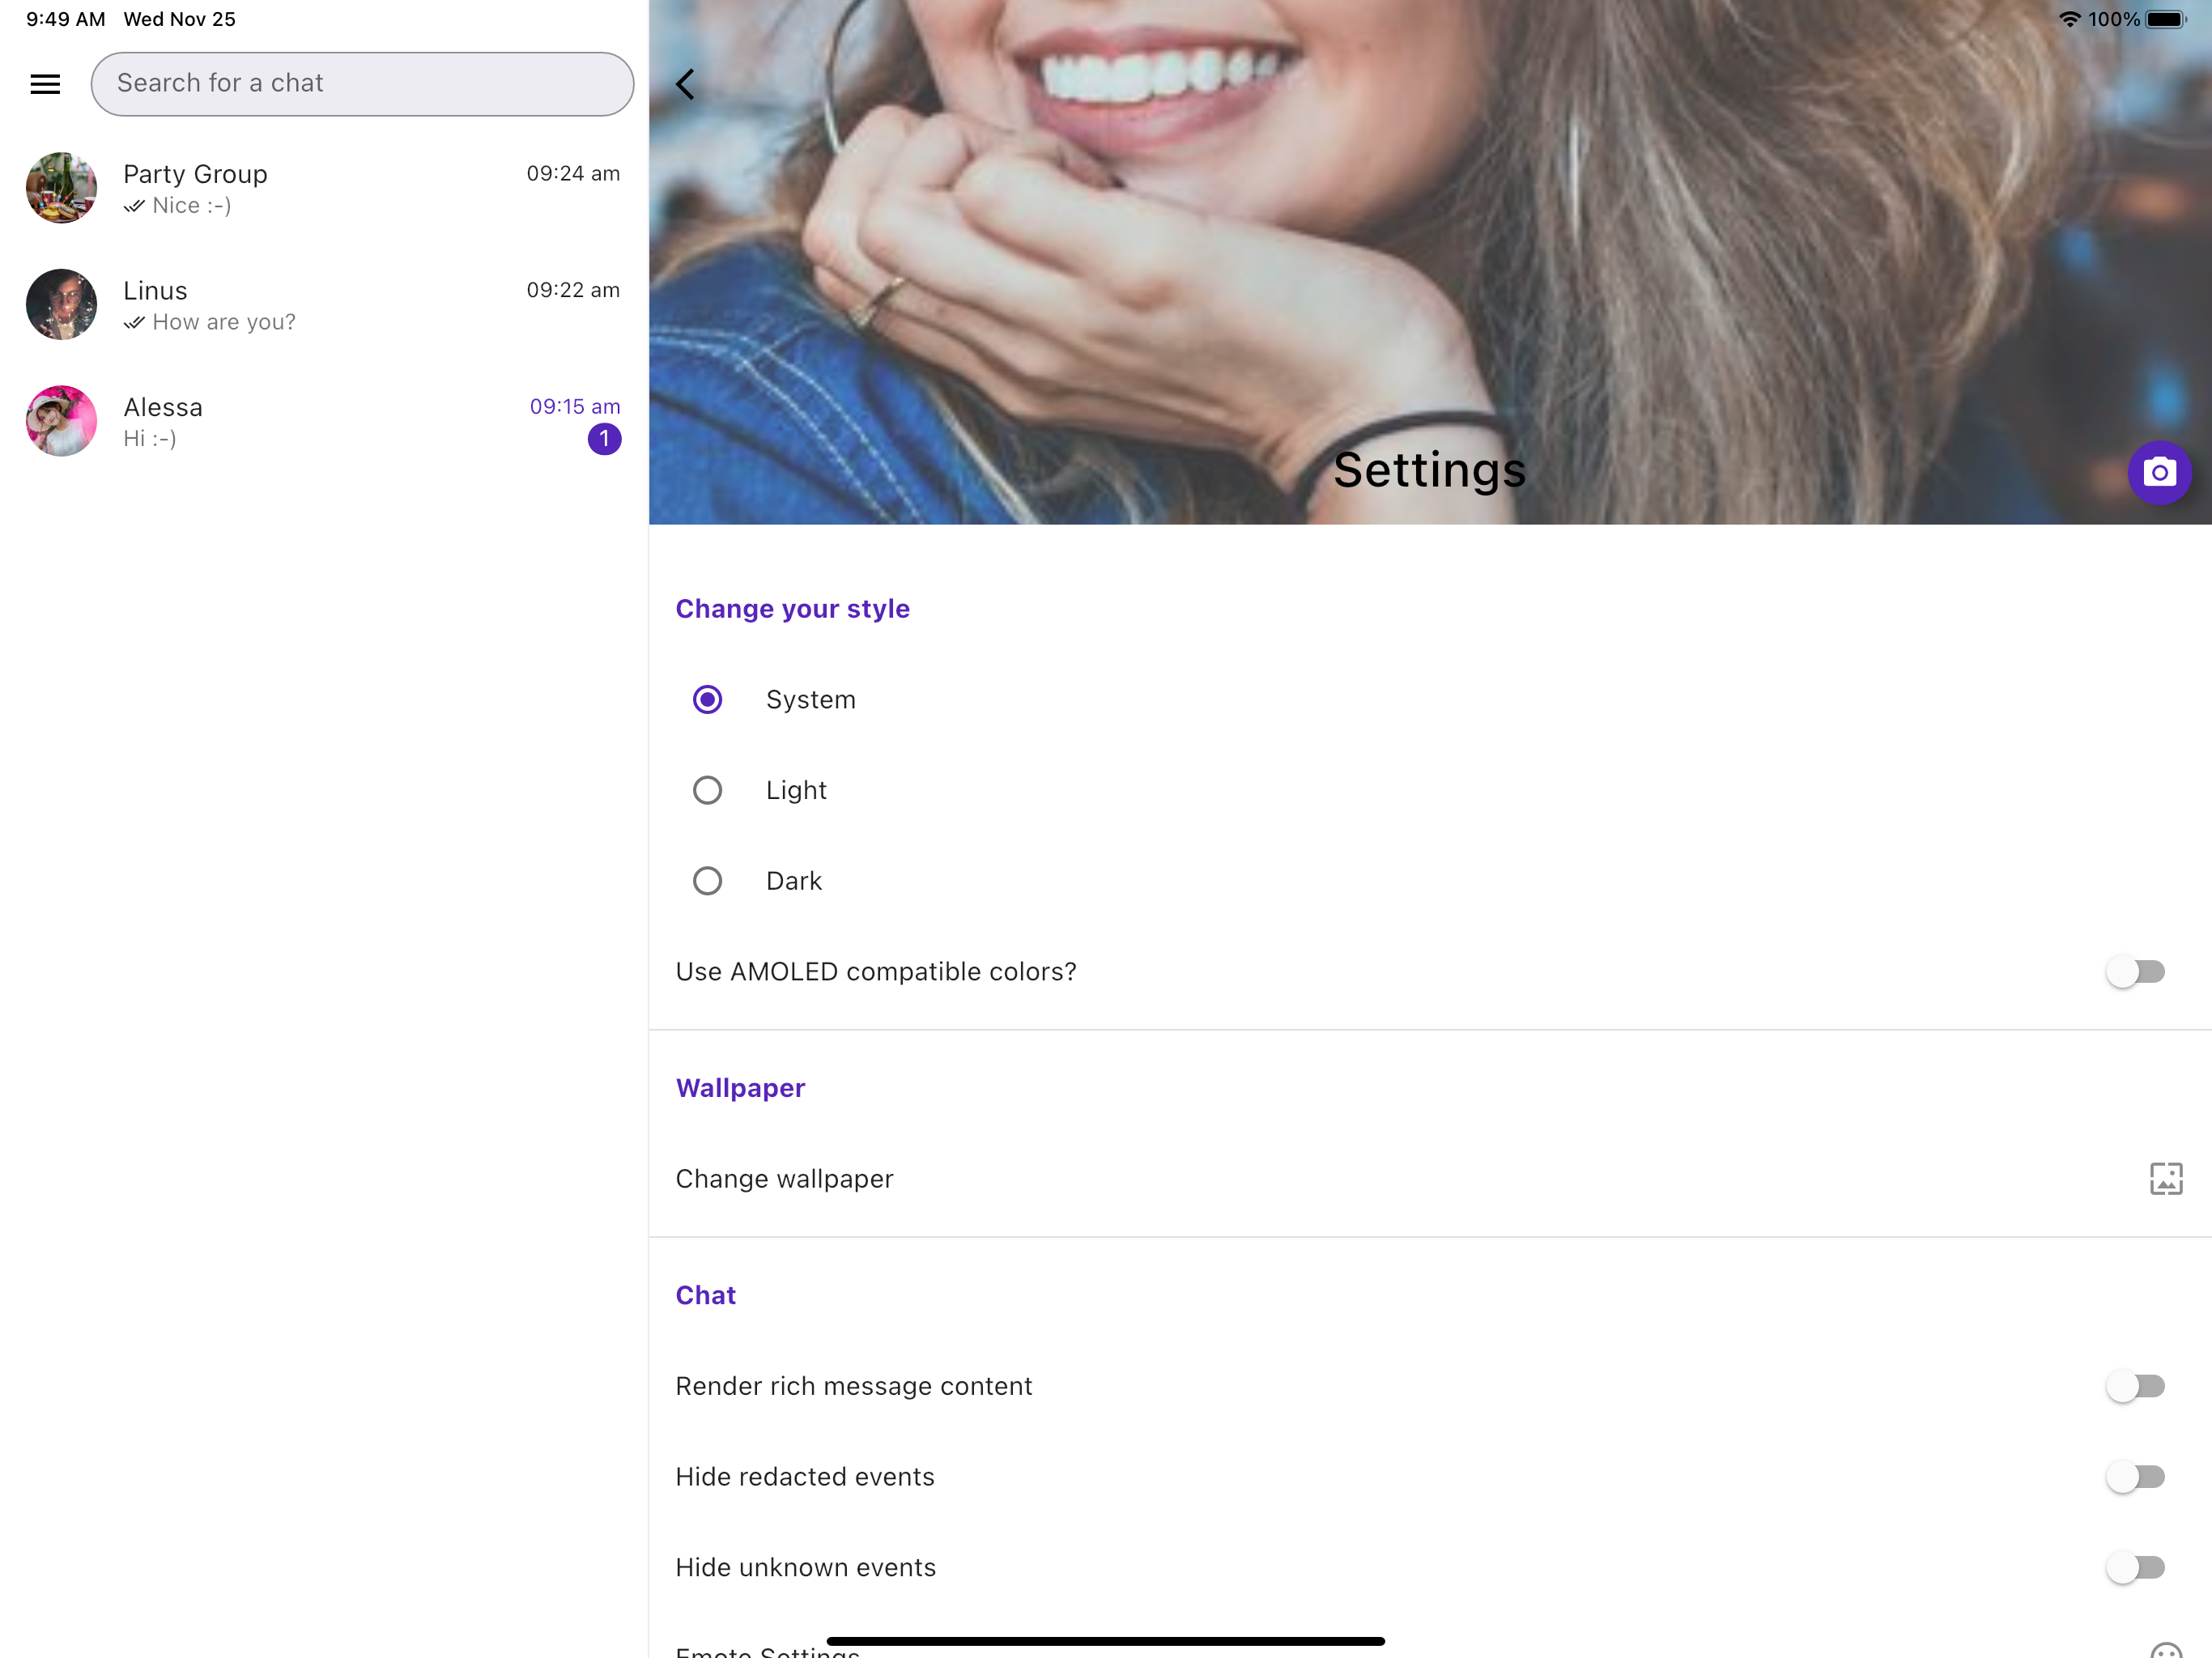 9:49 AM Wed Nov 25
100%
Search for a chat
Party Group 09:24 am
Nice :-)
Linus 09:22 am
How are you?
Alessa 09:15 am
Hi :-) 1
Settings
Change your style
System
Light
Dark
Use AMOLED compatible colors?
Wallpaper
Change wallpaper
Chat
Render rich message content
Hide redacted events
Hide unknown events
Emote Settings